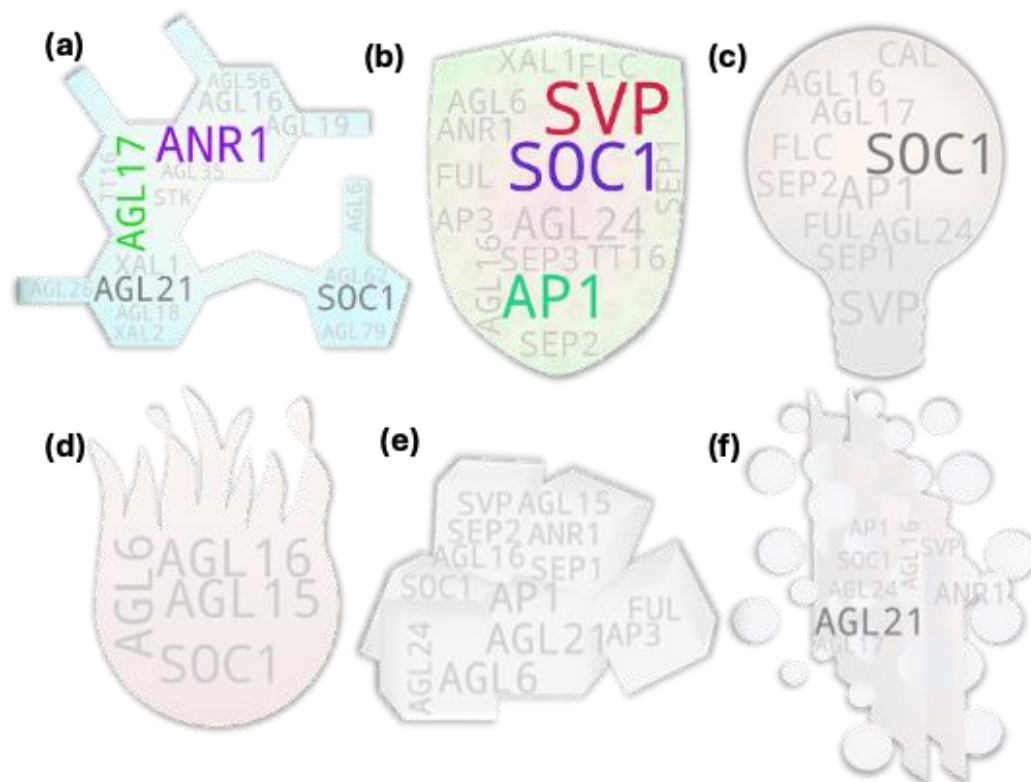 (a)
AGL56
AGL16
AGL19
ANR1
AGL17
TT16
AGL35
STK
AGL6
XAL1
AGL28
AGL21
AGL62
SOC1
AGL18
XAL2
AGL79
(b)
XAL1
FLC
AGL6
SVP
ANR1
SOC1
SEP1
FUL
AP3
AGL24
AGL16
SEP3
TT16
AP1
SEP2
(c)
CAL
AGL16
AGL17
FLC
SOC1
SEP2
AP1
FUL
AGL24
SEP1
SVP
(d)
AGL6
AGL16
AGL15
SOC1
(e)
SVP
AGL15
SEP2
ANR1
AGL16
SEP1
SOC1
AP1
FUL
AGL24
AGL21
AP3
AGL6
(f)
AP1
AGL16
SOC1
SVP
AGL24
ANR1
AGL21
AGL17